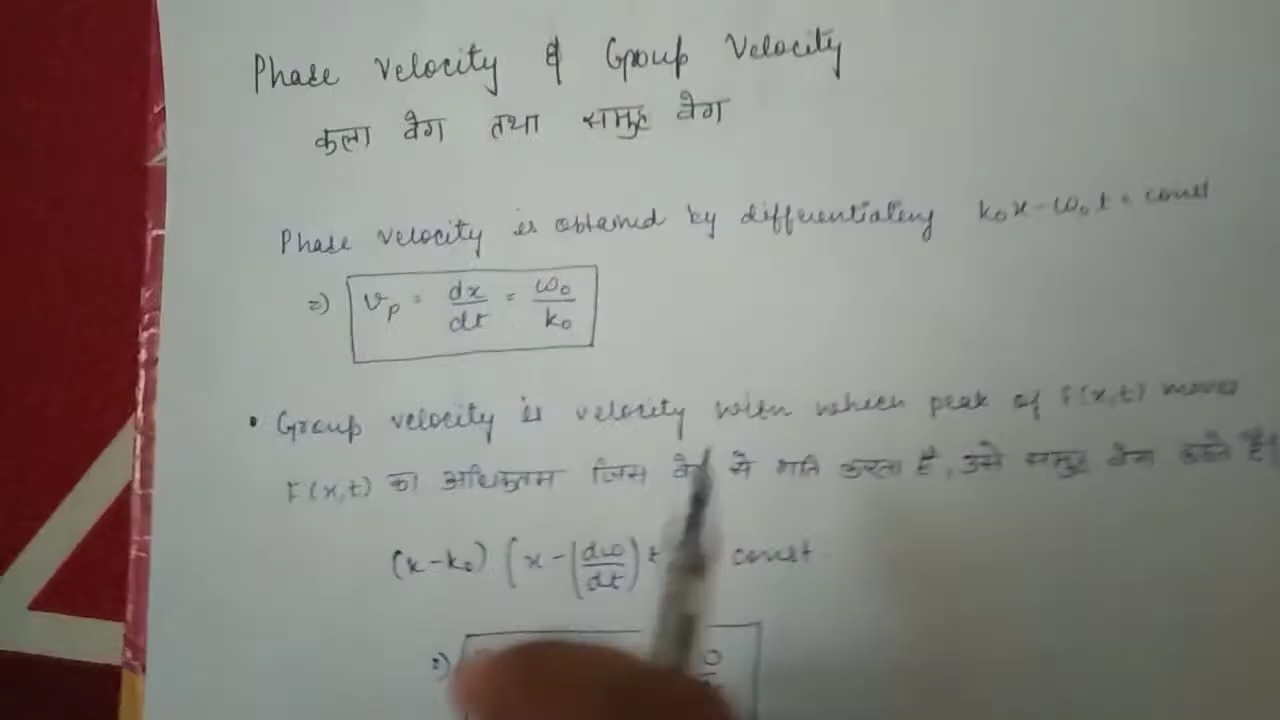 Phase Velocity & Group Velocity
कला वेग तथा समुह वेग
Phase velocity is obtained by differentiating k₀x-ω₀t = const
=) vₚ = dx/dt = ω₀/k₀
• Group velocity is velocity with which peak of F(x,t) moves
F(x,t) का अधिकतम जिस से गति करता है, उसे समुह वेग कहते है।
(k-k₀) (x-(dω/dt)t const
=)